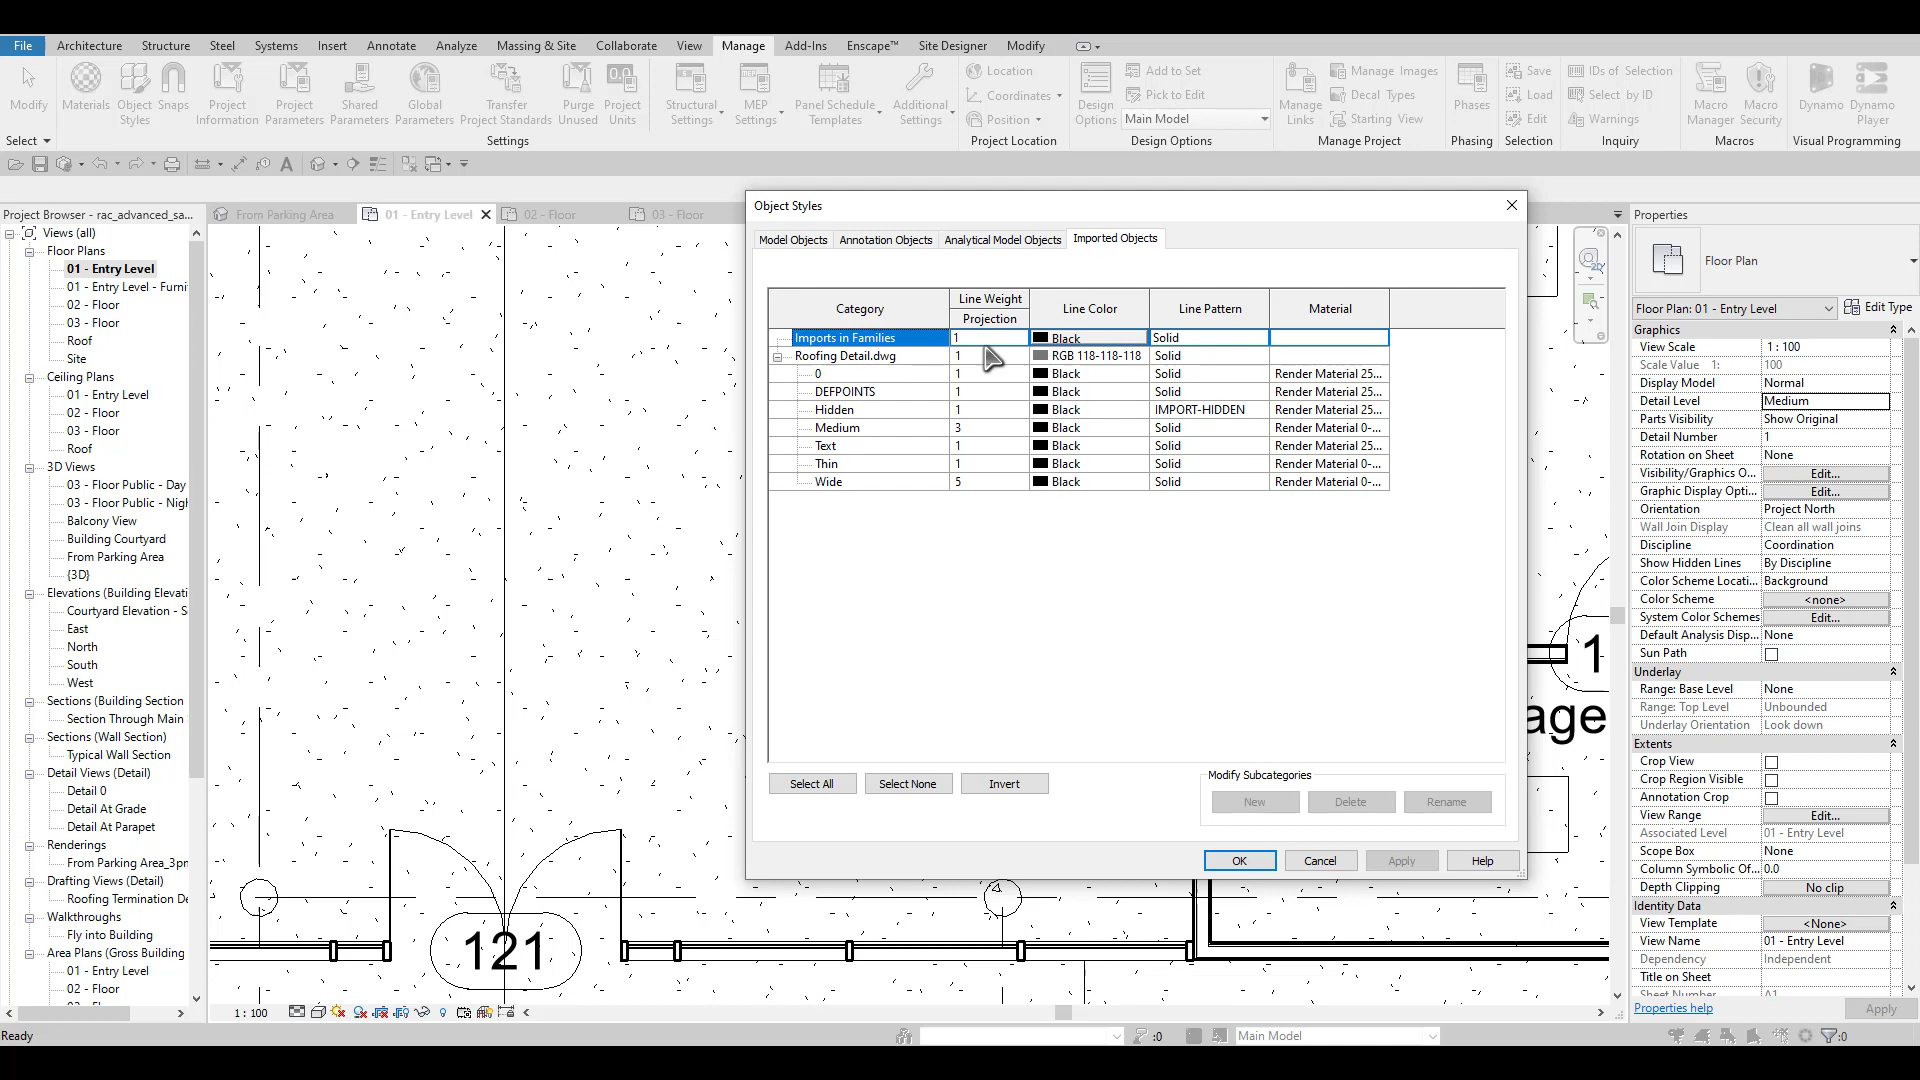 File Architecture Structure Steel Systems Insert Annotate Analyze Massing & Site Collaborate View Manage Add-Ins Enscape™ Site Designer Modify
Modify Materials Object Styles Snaps Project Information Project Parameters Shared Parameters Global Parameters Transfer Project Standards Purge Unused Project Units Structural Settings MEP Settings Panel Schedule Templates Additional Settings
Location
Coordinates
Position
Design Options
Add to Set
Pick to Edit
Main Model
Manage Links
Manage Images
Decal Types
Starting View
Phases
Save
Load
Edit
IDs of Selection
Select by ID
Warnings
Macro Manager Macro Security Dynamo Dynamo Player
Select Settings Project Location Design Options Manage Project Phasing Selection Inquiry Macros Visual Programming
Project Browser - rac_advanced_sa...
From Parking Area 01 - Entry Level 02 - Floor 03 - Floor
Views (all)
Floor Plans
01 - Entry Level
01 - Entry Level - Furni
02 - Floor
03 - Floor
Roof
Site
Ceiling Plans
01 - Entry Level
02 - Floor
03 - Floor
Roof
3D Views
03 - Floor Public - Day
03 - Floor Public - Nigh
Balcony View
Building Courtyard
From Parking Area
{3D}
Elevations (Building Elevati
Courtyard Elevation - S
East
North
South
West
Sections (Building Section)
Section Through Main
Sections (Wall Section)
Typical Wall Section
Detail Views (Detail)
Detail 0
Detail At Grade
Detail At Parapet
Renderings
From Parking Area_3pm
Drafting Views (Detail)
Roofing Termination De
Walkthroughs
Fly into Building
Area Plans (Gross Building
01 - Entry Level
02 - Floor
Object Styles
Model Objects Annotation Objects Analytical Model Objects Imported Objects
Category Line Weight Projection Line Color Line Pattern Material
Imports in Families 1 Black Solid
Roofing Detail.dwg 1 RGB 118-118-118 Solid
0 1 Black Solid Render Material 25...
DEFPOINTS 1 Black Solid Render Material 25...
Hidden 1 Black IMPORT-HIDDEN Render Material 25...
Medium 3 Black Solid Render Material 0-...
Text 1 Black Solid Render Material 25...
Thin 1 Black Solid Render Material 0-...
Wide 5 Black Solid Render Material 0-...
Select All Select None Invert
Modify Subcategories
New Delete Rename
OK Cancel Apply Help
121
1
age
Properties
Floor Plan
Floor Plan: 01 - Entry Level Edit Type
Graphics
View Scale 1 : 100
Scale Value 1: 100
Display Model Normal
Detail Level Medium
Parts Visibility Show Original
Detail Number 1
Rotation on Sheet None
Visibility/Graphics O... Edit...
Graphic Display Opti... Edit...
Orientation Project North
Wall Join Display Clean all wall joins
Discipline Coordination
Show Hidden Lines By Discipline
Color Scheme Locati... Background
Color Scheme <none>
System Color Schemes Edit...
Default Analysis Disp... None
Sun Path
Underlay
Range: Base Level None
Range: Top Level Unbounded
Underlay Orientation Look down
Extents
Crop View
Crop Region Visible
Annotation Crop
View Range Edit...
Associated Level 01 - Entry Level
Scope Box None
Column Symbolic Of... 0.0
Depth Clipping No clip
Identity Data
View Template <None>
View Name 01 - Entry Level
Dependency Independent
Title on Sheet
Properties help Apply
1 : 100
Ready :0 Main Model :0